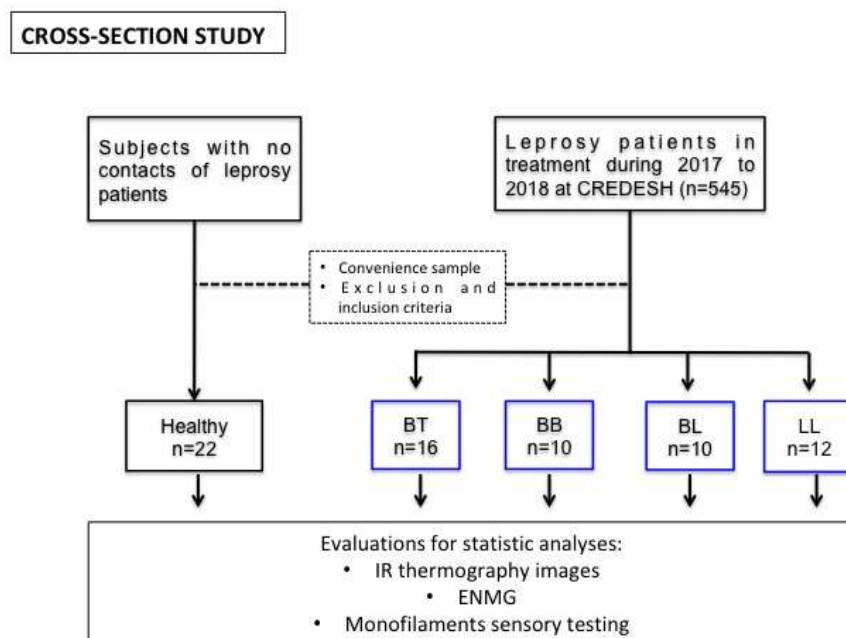 CROSS-SECTION STUDY
Subjects with no
contacts of leprosy
patients
Leprosy patients in
treatment during 2017 to
2018 at CREDESH (n=545)
• Convenience sample
• Exclusion and
inclusion criteria
Healthy
n=22
BT
n=16
BB
n=10
BL
n=10
LL
n=12
Evaluations for statistic analyses:
• IR thermography images
• ENMG
• Monofilaments sensory testing